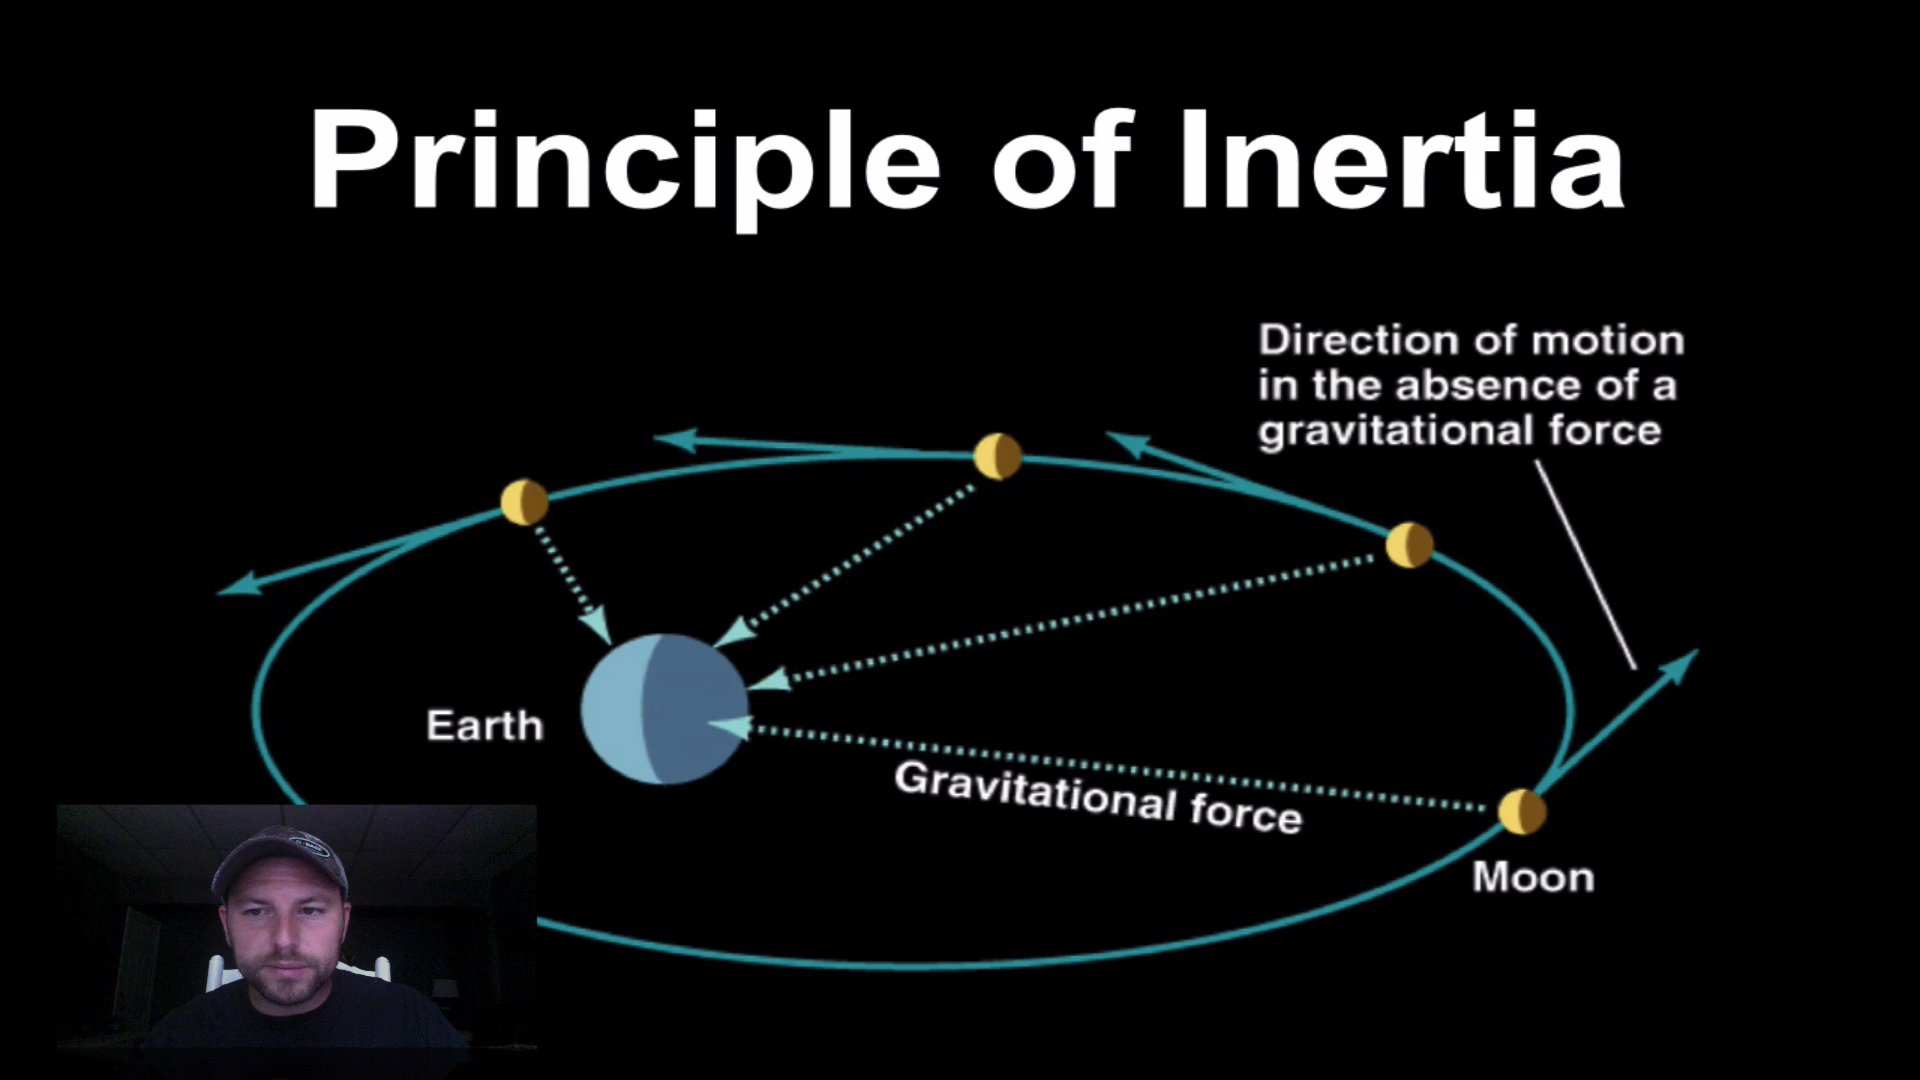 Principle of Inertia
Direction of motion
in the absence of a
gravitational force
Earth
Gravitational force
Moon